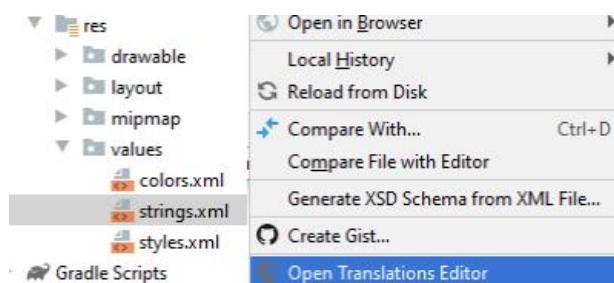 res
drawable
layout
mipmap
values
colors.xml
strings.xml
styles.xml
Gradle Scripts
Open in Browser
Local History
Reload from Disk
Compare With... Ctrl+D
Compare File with Editor
Generate XSD Schema from XML File...
Create Gist...
Open Translations Editor